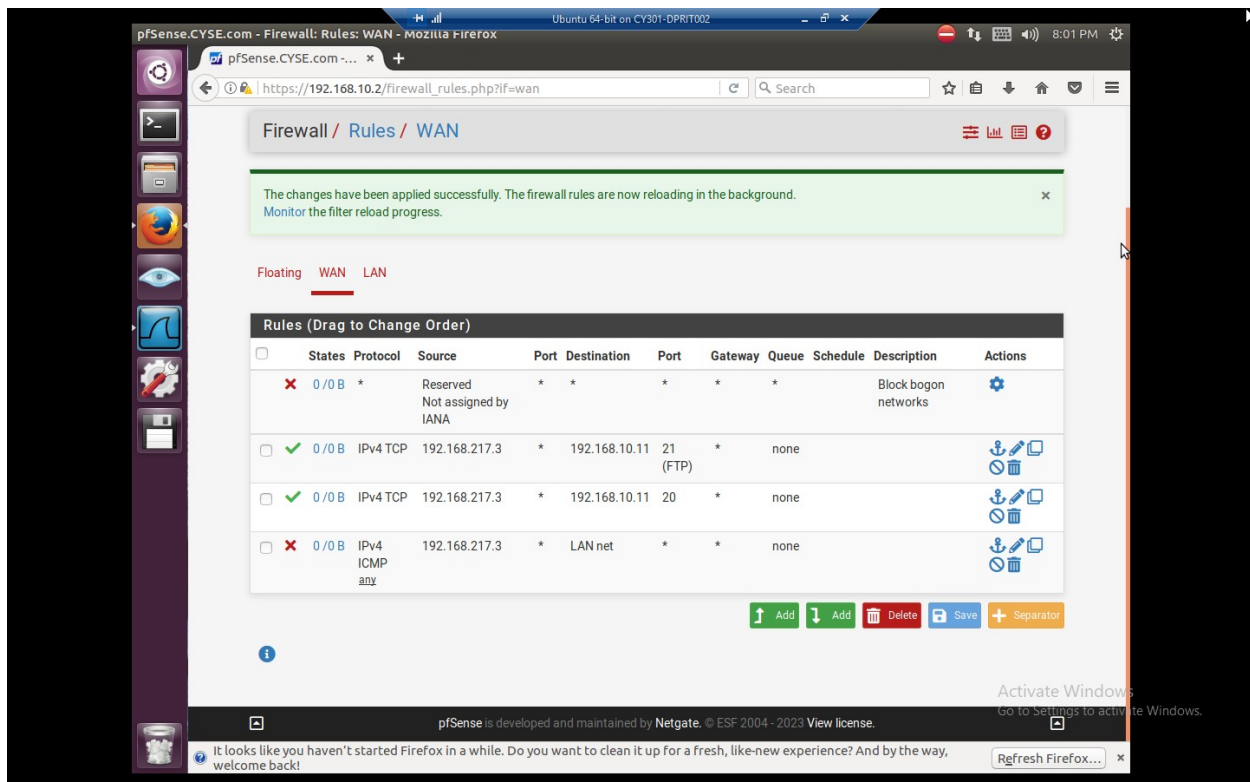 Ubuntu 64-bit on CY301-DPRIT002
pfSense.CYSE.com - Firewall: Rules: WAN - Mozilla Firefox
8:01 PM
pfSense.CYSE.com -...
https://192.168.10.2/firewall_rules.php?if=wan
Search
Firewall / Rules / WAN
The changes have been applied successfully. The firewall rules are now reloading in the background.
Monitor the filter reload progress.
Floating WAN LAN
Rules (Drag to Change Order)
States Protocol Source Port Destination Port Gateway Queue Schedule Description Actions
0 /0 B * Reserved * * * * * Block bogon
Not assigned by networks
IANA
0 /0 B IPv4 TCP 192.168.217.3 * 192.168.10.11 21 * none
(FTP)
0 /0 B IPv4 TCP 192.168.217.3 * 192.168.10.11 20 * none
0 /0 B IPv4 192.168.217.3 * LAN net * * none
ICMP
any
Add Add Delete Save Separator
Activate Windows
Go to Settings to activate Windows.
pfSense is developed and maintained by Netgate. © ESF 2004 - 2023 View license.
It looks like you haven't started Firefox in a while. Do you want to clean it up for a fresh, like-new experience? And by the way,
welcome back!
Refresh Firefox...